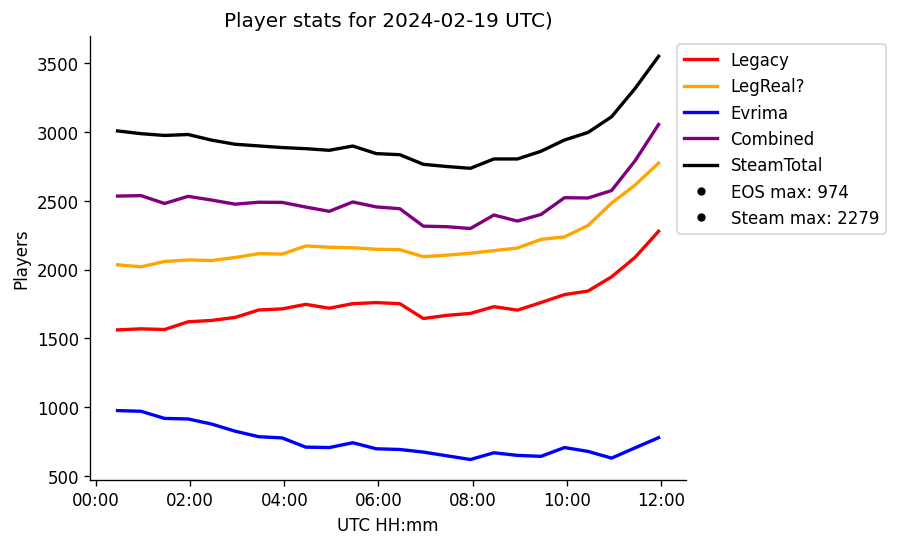 Player stats for 2024-02-19 UTC)
3500
3000
2500
2000
1500
1000
500
Players
00:00 02:00 04:00 06:00 08:00 10:00 12:00
UTC HH:mm
Legacy
LegReal?
Evrima
Combined
SteamTotal
EOS max: 974
Steam max: 2279